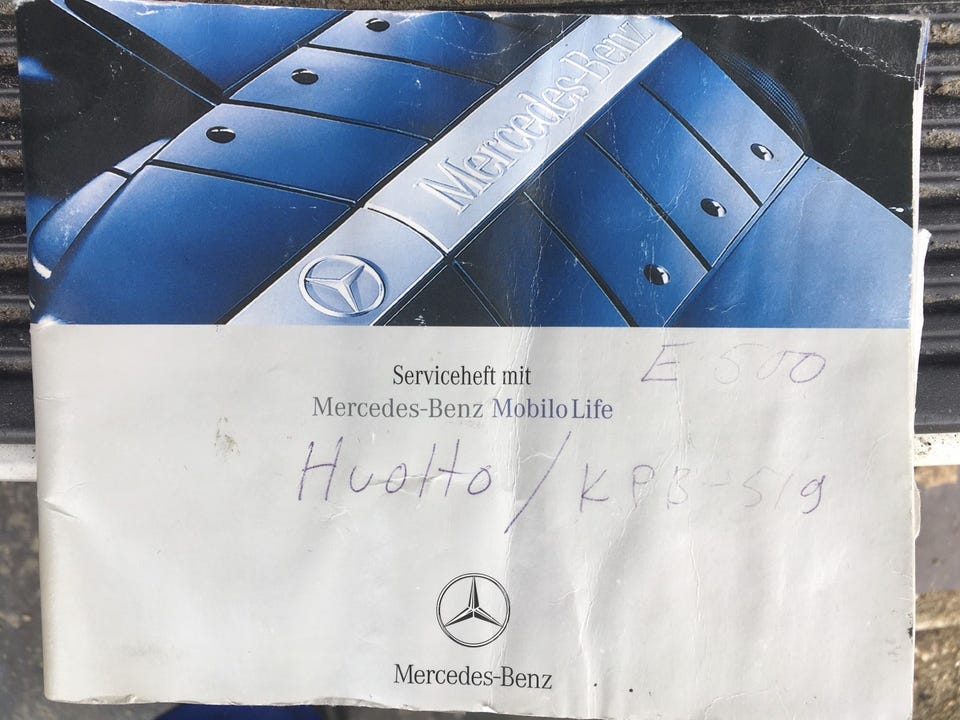 Mercedes-Benz
E 500
Serviceheft mit
Mercedes-Benz MobiloLife
Huolto / KPB-519
Mercedes-Benz